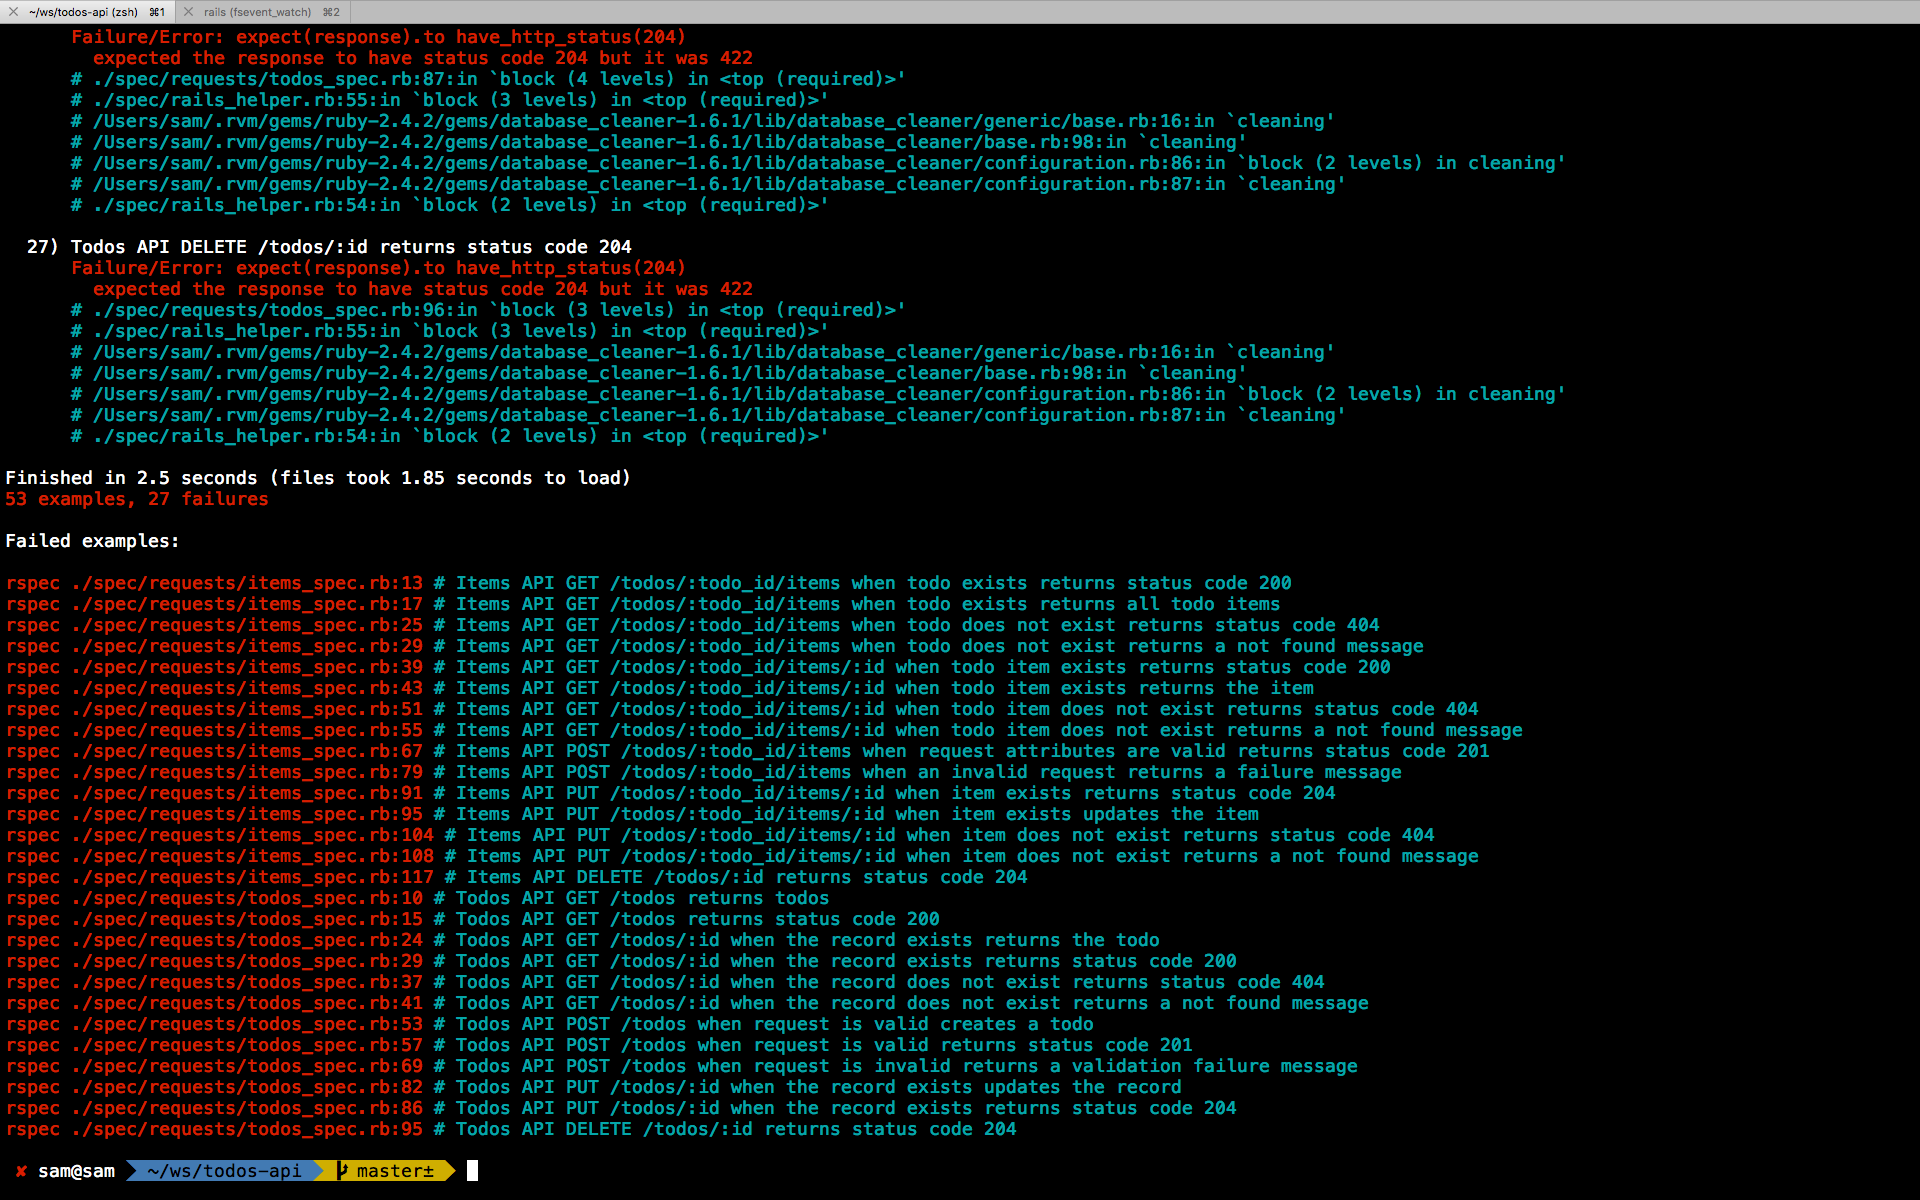 ~/ws/todos-api (zsh) ⌘1 rails (fsevent_watch) ⌘2
Failure/Error: expect(response).to have_http_status(204)
expected the response to have status code 204 but it was 422
# ./spec/requests/todos_spec.rb:87:in `block (4 levels) in <top (required)>'
# ./spec/rails_helper.rb:55:in `block (3 levels) in <top (required)>'
# /Users/sam/.rvm/gems/ruby-2.4.2/gems/database_cleaner-1.6.1/lib/database_cleaner/generic/base.rb:16:in `cleaning'
# /Users/sam/.rvm/gems/ruby-2.4.2/gems/database_cleaner-1.6.1/lib/database_cleaner/base.rb:98:in `cleaning'
# /Users/sam/.rvm/gems/ruby-2.4.2/gems/database_cleaner-1.6.1/lib/database_cleaner/configuration.rb:86:in `block (2 levels) in cleaning'
# /Users/sam/.rvm/gems/ruby-2.4.2/gems/database_cleaner-1.6.1/lib/database_cleaner/configuration.rb:87:in `cleaning'
# ./spec/rails_helper.rb:54:in `block (2 levels) in <top (required)>'
27) Todos API DELETE /todos/:id returns status code 204
Failure/Error: expect(response).to have_http_status(204)
expected the response to have status code 204 but it was 422
# ./spec/requests/todos_spec.rb:96:in `block (3 levels) in <top (required)>'
# ./spec/rails_helper.rb:55:in `block (3 levels) in <top (required)>'
# /Users/sam/.rvm/gems/ruby-2.4.2/gems/database_cleaner-1.6.1/lib/database_cleaner/generic/base.rb:16:in `cleaning'
# /Users/sam/.rvm/gems/ruby-2.4.2/gems/database_cleaner-1.6.1/lib/database_cleaner/base.rb:98:in `cleaning'
# /Users/sam/.rvm/gems/ruby-2.4.2/gems/database_cleaner-1.6.1/lib/database_cleaner/configuration.rb:86:in `block (2 levels) in cleaning'
# /Users/sam/.rvm/gems/ruby-2.4.2/gems/database_cleaner-1.6.1/lib/database_cleaner/configuration.rb:87:in `cleaning'
# ./spec/rails_helper.rb:54:in `block (2 levels) in <top (required)>'
Finished in 2.5 seconds (files took 1.85 seconds to load)
53 examples, 27 failures
Failed examples:
rspec ./spec/requests/items_spec.rb:13 # Items API GET /todos/:todo_id/items when todo exists returns status code 200
rspec ./spec/requests/items_spec.rb:17 # Items API GET /todos/:todo_id/items when todo exists returns all todo items
rspec ./spec/requests/items_spec.rb:25 # Items API GET /todos/:todo_id/items when todo does not exist returns status code 404
rspec ./spec/requests/items_spec.rb:29 # Items API GET /todos/:todo_id/items when todo does not exist returns a not found message
rspec ./spec/requests/items_spec.rb:39 # Items API GET /todos/:todo_id/items/:id when todo item exists returns status code 200
rspec ./spec/requests/items_spec.rb:43 # Items API GET /todos/:todo_id/items/:id when todo item exists returns the item
rspec ./spec/requests/items_spec.rb:51 # Items API GET /todos/:todo_id/items/:id when todo item does not exist returns status code 404
rspec ./spec/requests/items_spec.rb:55 # Items API GET /todos/:todo_id/items/:id when todo item does not exist returns a not found message
rspec ./spec/requests/items_spec.rb:67 # Items API POST /todos/:todo_id/items when request attributes are valid returns status code 201
rspec ./spec/requests/items_spec.rb:79 # Items API POST /todos/:todo_id/items when an invalid request returns a failure message
rspec ./spec/requests/items_spec.rb:91 # Items API PUT /todos/:todo_id/items/:id when item exists returns status code 204
rspec ./spec/requests/items_spec.rb:95 # Items API PUT /todos/:todo_id/items/:id when item exists updates the item
rspec ./spec/requests/items_spec.rb:104 # Items API PUT /todos/:todo_id/items/:id when item does not exist returns status code 404
rspec ./spec/requests/items_spec.rb:108 # Items API PUT /todos/:todo_id/items/:id when item does not exist returns a not found message
rspec ./spec/requests/items_spec.rb:117 # Items API DELETE /todos/:id returns status code 204
rspec ./spec/requests/todos_spec.rb:10 # Todos API GET /todos returns todos
rspec ./spec/requests/todos_spec.rb:15 # Todos API GET /todos returns status code 200
rspec ./spec/requests/todos_spec.rb:24 # Todos API GET /todos/:id when the record exists returns the todo
rspec ./spec/requests/todos_spec.rb:29 # Todos API GET /todos/:id when the record exists returns status code 200
rspec ./spec/requests/todos_spec.rb:37 # Todos API GET /todos/:id when the record does not exist returns status code 404
rspec ./spec/requests/todos_spec.rb:41 # Todos API GET /todos/:id when the record does not exist returns a not found message
rspec ./spec/requests/todos_spec.rb:53 # Todos API POST /todos when request is valid creates a todo
rspec ./spec/requests/todos_spec.rb:57 # Todos API POST /todos when request is valid returns status code 201
rspec ./spec/requests/todos_spec.rb:69 # Todos API POST /todos when request is invalid returns a validation failure message
rspec ./spec/requests/todos_spec.rb:82 # Todos API PUT /todos/:id when the record exists updates the record
rspec ./spec/requests/todos_spec.rb:86 # Todos API PUT /todos/:id when the record exists returns status code 204
rspec ./spec/requests/todos_spec.rb:95 # Todos API DELETE /todos/:id returns status code 204
✘ sam@sam ~/ws/todos-api master±